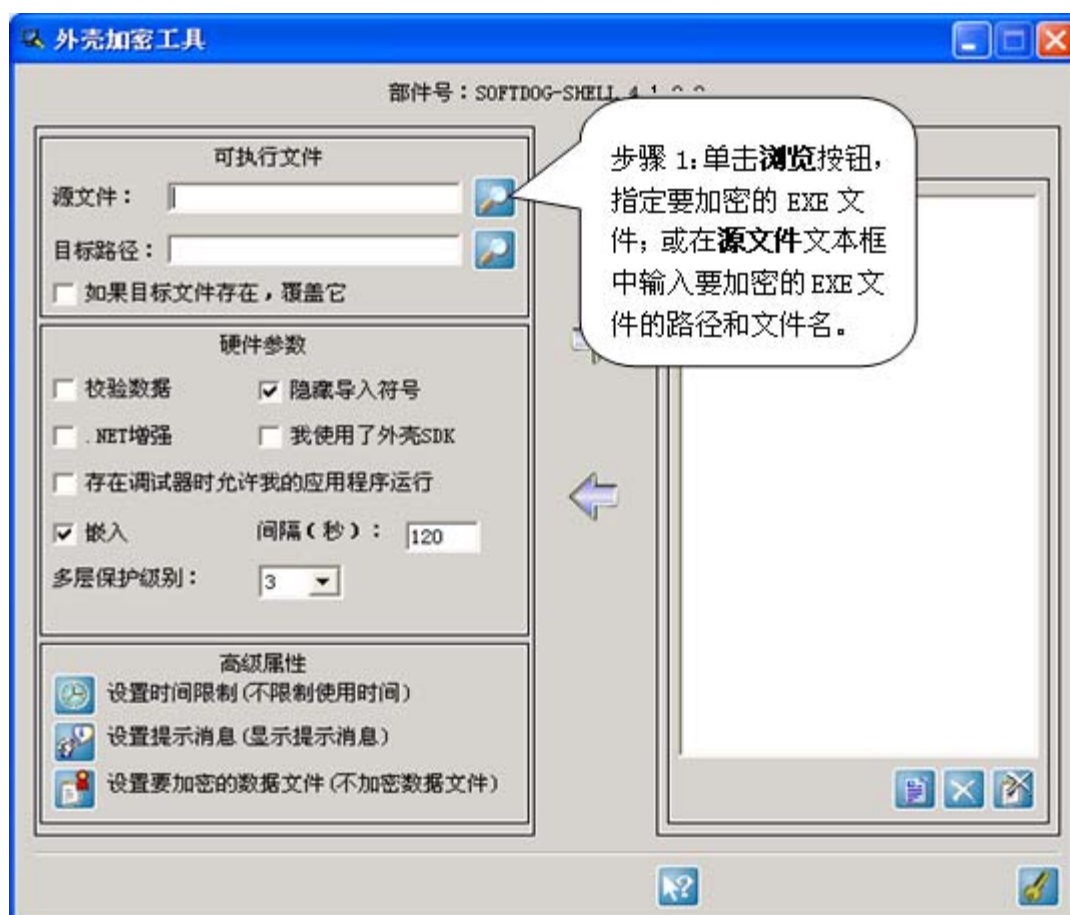 外壳加密工具
部件号：SOFTDOG-SHELL
可执行文件
源文件：
目标路径：
如果目标文件存在，覆盖它
硬件参数
校验数据
隐藏导入符号
.NET增强
我使用了外壳SDK
存在调试器时允许我的应用程序运行
嵌入
间隔(秒)：
120
多层保护级别：
3
高级属性
设置时间限制(不限制使用时间)
设置提示消息(显示提示消息)
设置要加密的数据文件(不加密数据文件)
步骤 1：单击浏览按钮，
指定要加密的 EXE 文
件；或在源文件文本框
中输入要加密的 EXE 文
件的路径和文件名。